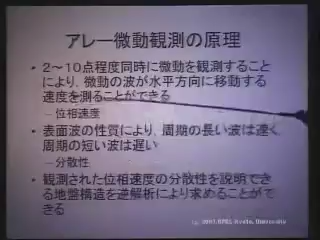 アレー微動観測の原理
• 2～10点程度同時に微動を観測すること
により，微動の波が水平方向に移動する
速度を測ることができる
– 位相速度
• 表面波の性質により，周期の長い波は速く
周期の短い波は遅い
– 分散性
• 観測された位相速度の分散性を説明でき
る地盤構造を逆解析により求めることがで
きる